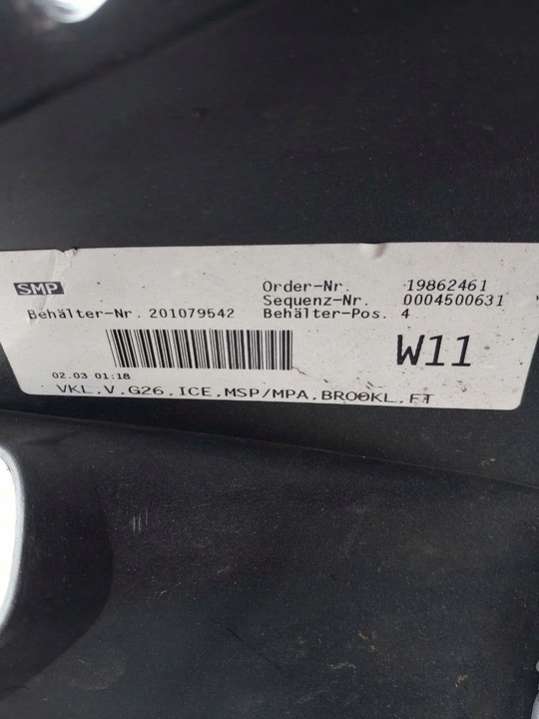 SMP
Order-Nr. 19862461
Sequenz-Nr. 0004500631
Behälter-Nr. 201079542 Behälter-Pos. 4
W11
02.03 01:18
VKL,V,G26,ICE,MSP/MPA,BROOKL,FT